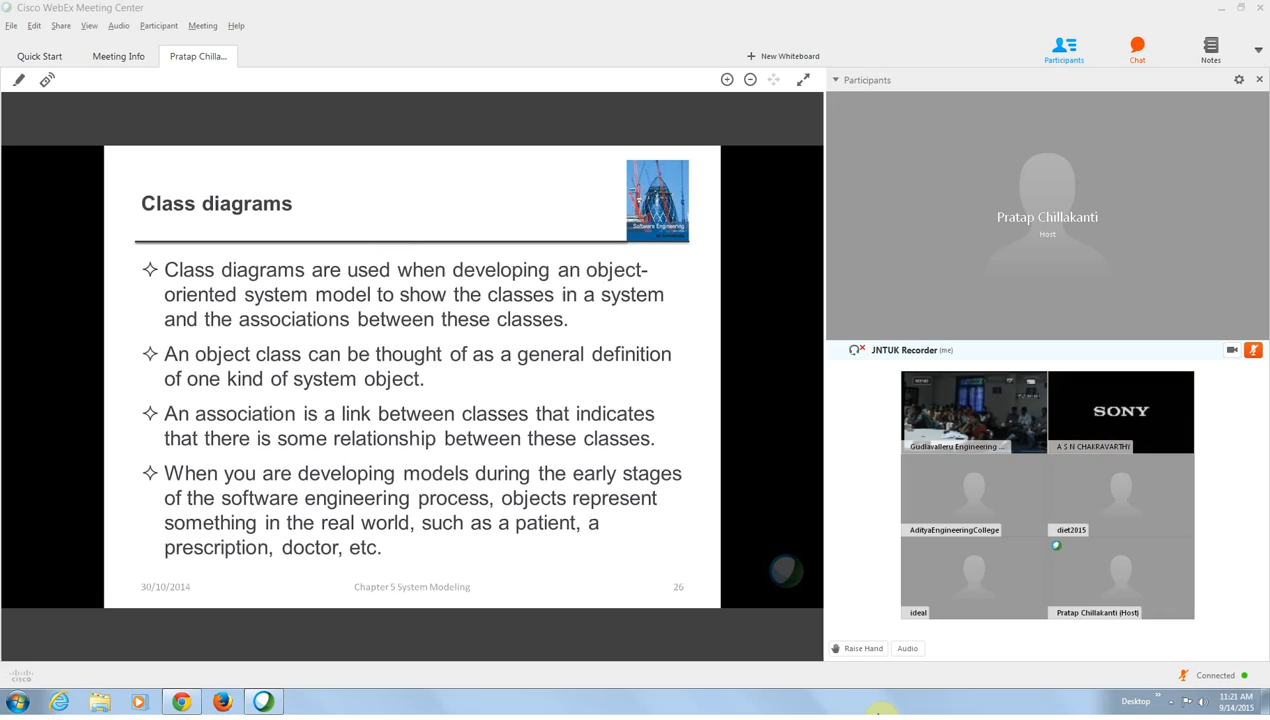 Cisco WebEx Meeting Center
File Edit Share View Audio Participant Meeting Help
Quick Start Meeting Info Pratap Chilla... + New Whiteboard
Participants Chat Notes
Participants
Class diagrams
Software Engineering
Class diagrams are used when developing an object-
oriented system model to show the classes in a system
and the associations between these classes.
An object class can be thought of as a general definition
of one kind of system object.
An association is a link between classes that indicates
that there is some relationship between these classes.
When you are developing models during the early stages
of the software engineering process, objects represent
something in the real world, such as a patient, a
prescription, doctor, etc.
30/10/2014 Chapter 5 System Modeling 26
Pratap Chillakanti
Host
JNTUK Recorder (me)
SONY
Gudlavalleru Engineering ... A S N CHAKRAVARTHY
AdityaEngineeringCollege diet2015
ideal Pratap Chillakanti (Host)
Raise Hand Audio
cisco
Connected
Desktop
11:21 AM
9/14/2015